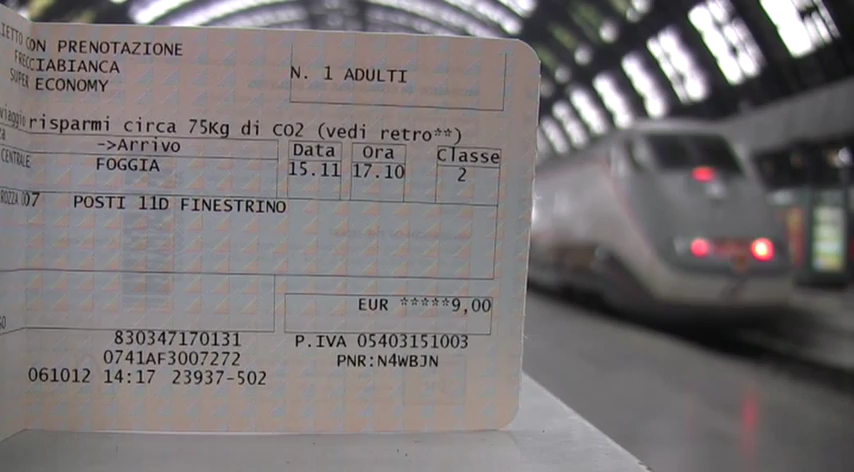 CON PRENOTAZIONE
FRECCIABIANCA
SUPER ECONOMY
N. 1 ADULTI
viaggio risparmi circa 75Kg di CO2 (vedi retro**)
->Arrivo Data Ora Classe
CENTRALE FOGGIA 15.11 17.10 2
07 POSTI 11D FINESTRINO
EUR *****9,00
830347170131 P.IVA 05403151003
0741AF3007272 PNR:N4WBJN
061012 14:17 23937-502